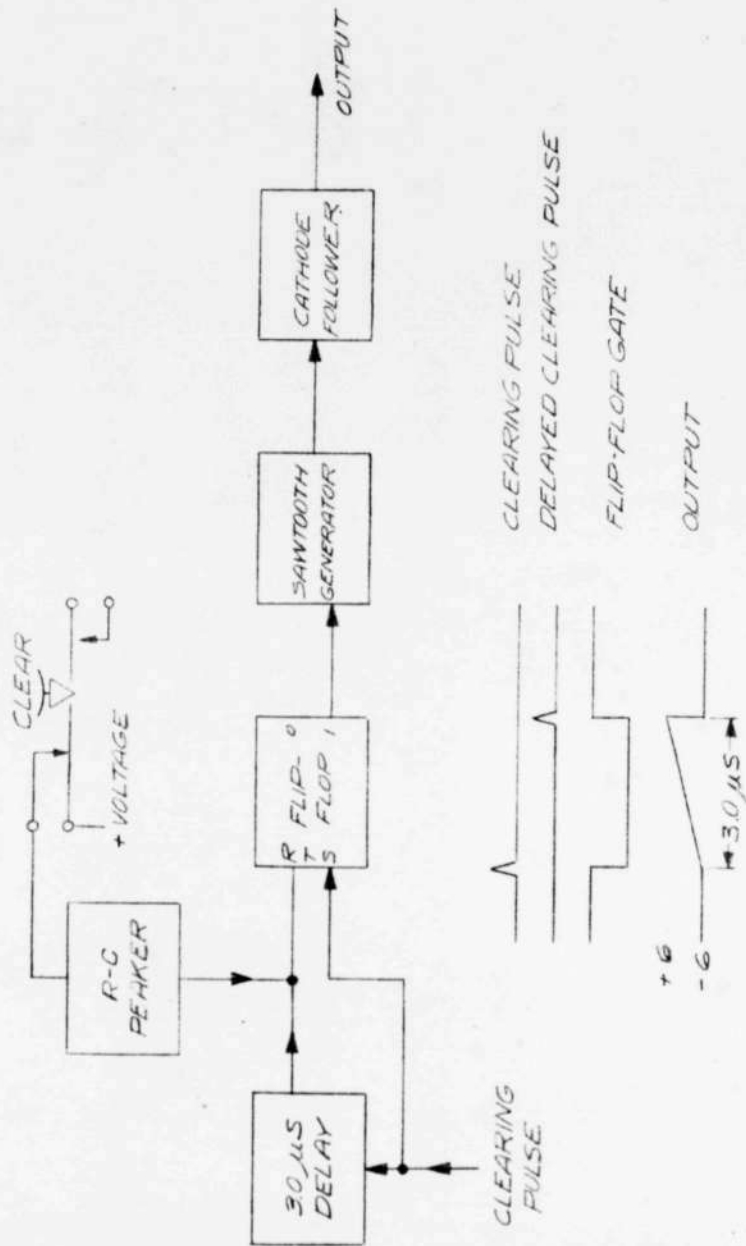 CLEAR
+ VOLTAGE
R-C
PEAKER
3.0 µS
DELAY
R
T
S
FLIP- 0
FLOP 1
SAWTOOTH
GENERATOR
CATHODE
FOLLOWER
OUTPUT
CLEARING
PULSE
CLEARING PULSE
DELAYED CLEARING PULSE
FLIP-FLOP GATE
+6
-6
OUTPUT
3.0 µS